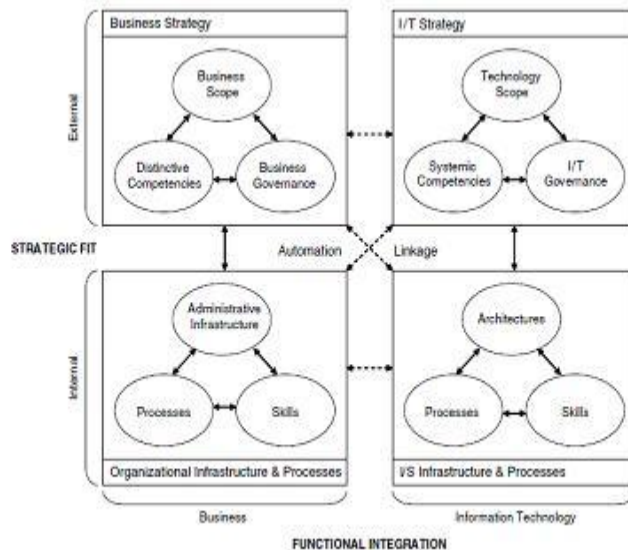 Business Strategy
I/T Strategy
Business
Scope
Technology
Scope
External
Distinctive
Competencies
Business
Governance
Systemic
Competencies
I/T
Governance
STRATEGIC FIT
Automation
Linkage
Administrative
Infrastructure
Architectures
Internal
Processes
Skills
Processes
Skills
Organizational Infrastructure & Processes
I/S Infrastructure & Processes
Business
Information Technology
FUNCTIONAL INTEGRATION